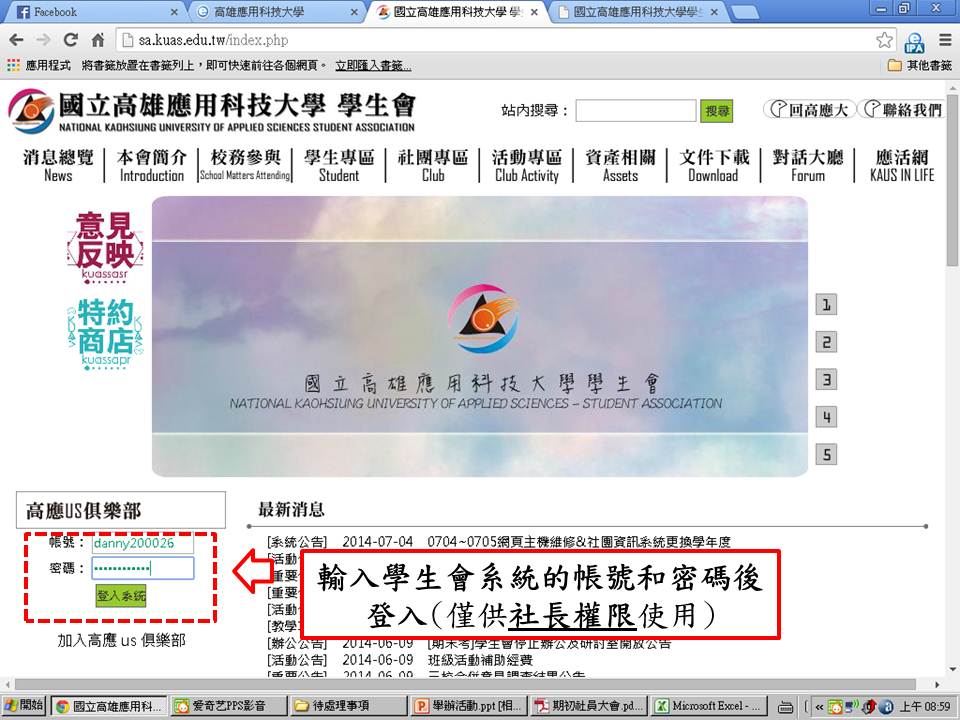 Facebook
高雄應用科技大學
國立高雄應用科技大學 學
國立高雄應用科技大學學
sa.kuas.edu.tw/index.php
應用程式 將書籤放置在書籤列上,即可快速前往各個網頁。 立即匯入書籤...
其他書籤
國立高雄應用科技大學 學生會
NATIONAL KAOHSIUNG UNIVERSITY OF APPLIED SCIENCES STUDENT ASSOCIATION
站內搜尋:
搜尋
回高應大
聯絡我們
消息總覽 本會簡介 校務參與 學生專區 社團專區 活動專區 資產相關 文件下載 對話大廳 應活網
News Introduction School Matters Attending Student Club Club Activity Assets Download Forum KAUS IN LIFE
意見
反映
kuassasr
特約
商店
kuassapr
國立高雄應用科技大學學生會
NATIONAL KAOHSIUNG UNIVERSITY OF APPLIED SCIENCES – STUDENT ASSOCIATION
1
2
3
4
5
高應US俱樂部
帳號: danny200026
密碼: ••••••••••••
登入系統
加入高應 us 俱樂部
最新消息
[系統公告] 2014-07-04 0704~0705網頁主機維修&社團資訊系統更換學年度
輸入學生會系統的帳號和密碼後
登入(僅供社長權限使用)
[辦公公告] 2014-06-09 [期末考]學生會停止辦公及研討室開放公告
[活動公告] 2014-06-09 班級活動補助經費
[重要公告] 2014-06-09 三校合併意見調查結果公告
開始
國立高雄應用科...
爱奇艺PPS影音
待處理事項
舉辦活動.ppt [相...
期初社員大會.pd...
Microsoft Excel - ...
上午 08:59